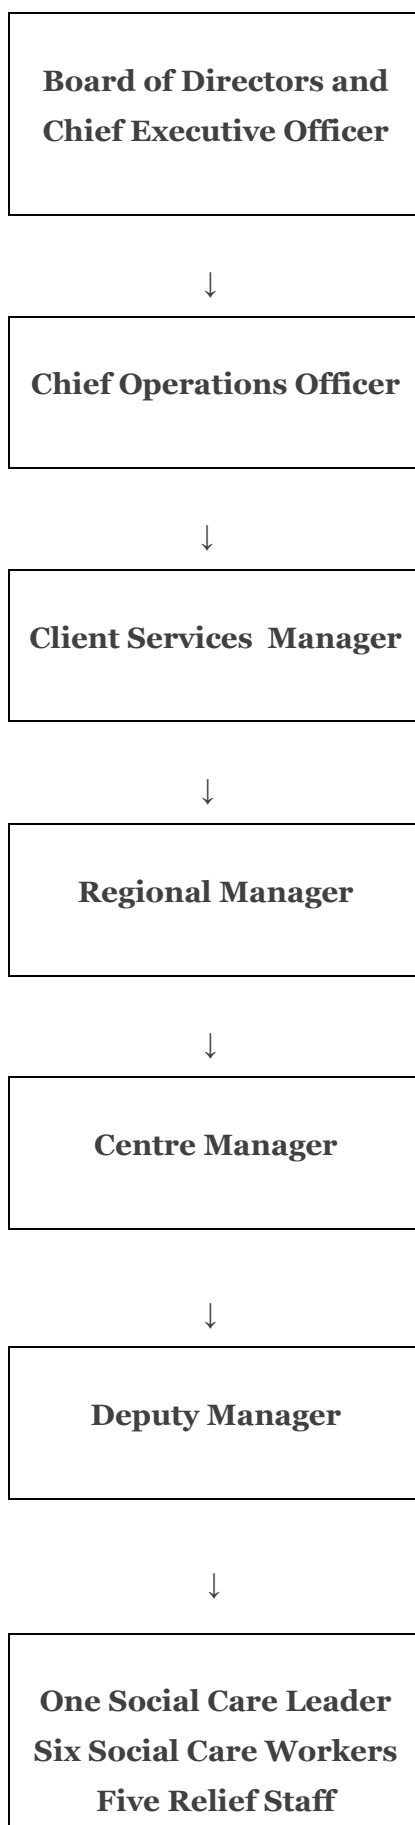 Board of Directors and
Chief Executive Officer
↓
Chief Operations Officer
↓
Client Services  Manager
↓
Regional Manager
↓
Centre Manager
↓
Deputy Manager
↓
One Social Care Leader
Six Social Care Workers
Five Relief Staff